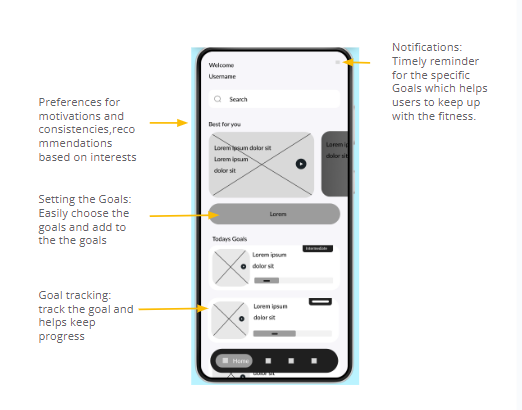 Notifications:
Timely reminder
for the specific
Goals which helps
users to keep up
with the fitness.
Preferences for
motivations and
consistencies,reco
mmendations
based on interests
Setting the Goals:
Easily choose the
goals and add to
the the goals
Goal tracking:
track the goal and
helps keep
progress
Welcome
Username
Search
Best for you
Lorem ipsum dolor sit
Lorem ipsum
dolor sit
Lorem ip
dolor sit
Lorem
Todays Goals
Intermediate
Lorem ipsum
dolor sit
Lorem ipsum
dolor sit
Home
dolor sit